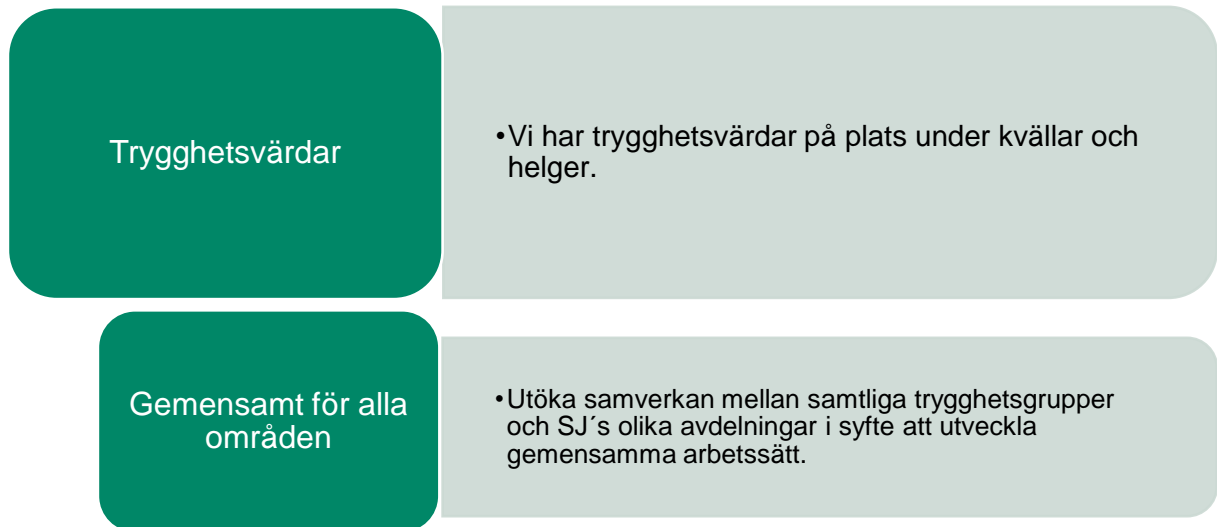 Trygghetsvärdar
•Vi har trygghetsvärdar på plats under kvällar och
helger.
Gemensamt för alla
områden
•Utöka samverkan mellan samtliga trygghetsgrupper
och SJ´s olika avdelningar i syfte att utveckla
gemensamma arbetssätt.